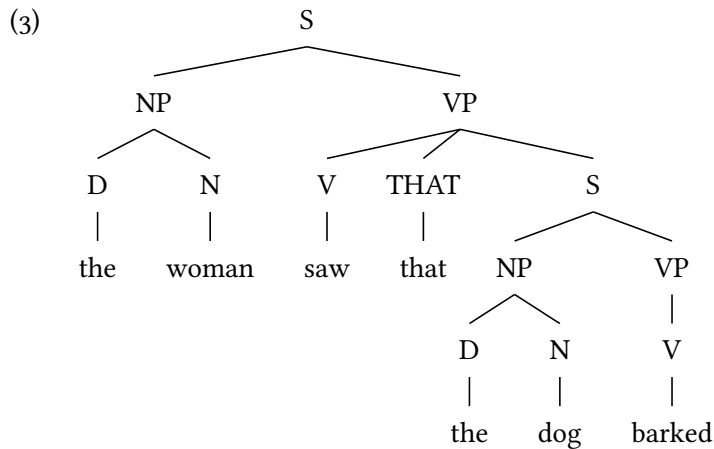 (3) S
NP VP
D N V THAT S
the woman saw that NP VP
D N V
the dog barked